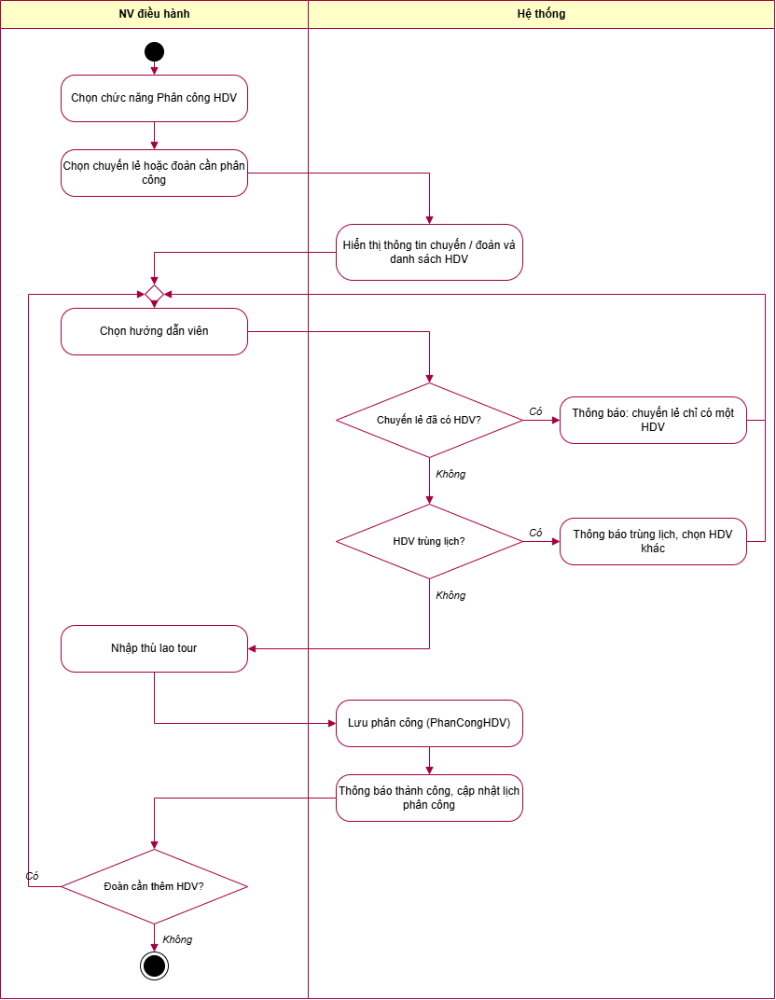 NV điều hành
Hệ thống
Chọn chức năng Phân công HDV
Chọn chuyến lẻ hoặc đoàn cần phân
công
Hiển thị thông tin chuyến / đoàn và
danh sách HDV
Chọn hướng dẫn viên
Chuyến lẻ đã có HDV?
Có
Thông báo: chuyến lẻ chỉ có một
HDV
Không
HDV trùng lịch?
Có
Thông báo trùng lịch, chọn HDV
khác
Không
Nhập thù lao tour
Lưu phân công (PhanCongHDV)
Thông báo thành công, cập nhật lịch
phân công
Có
Đoàn cần thêm HDV?
Không